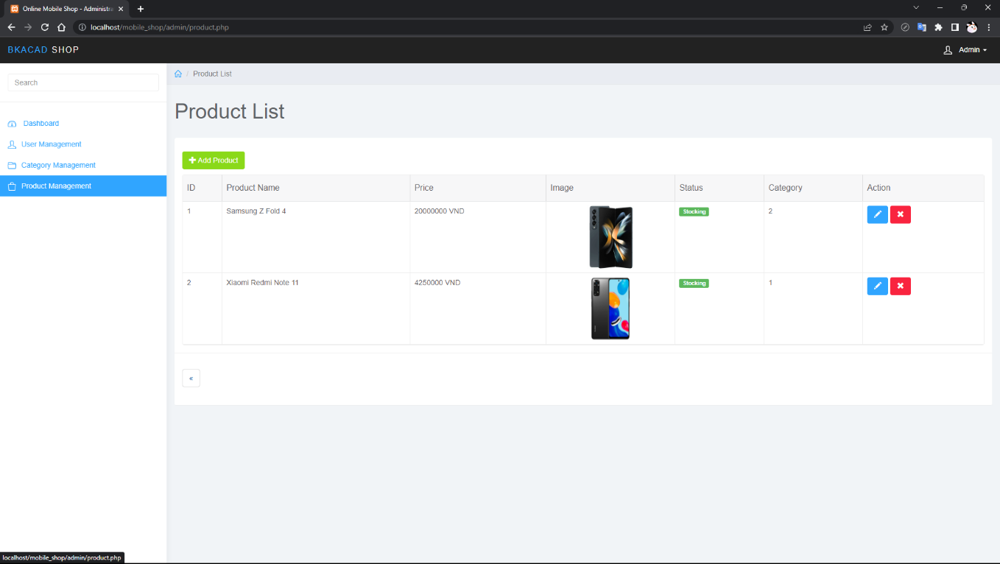 Online Mobile Shop - Administra
localhost/mobile_shop/admin/product.php
BKACAD SHOP
Admin
Search
Product List
Dashboard
User Management
Category Management
Product Management
Product List
Add Product
ID Product Name Price Image Status Category Action
1 Samsung Z Fold 4 20000000 VND Stocking 2
2 Xiaomi Redmi Note 11 4250000 VND Stocking 1
«
localhost/mobile_shop/admin/product.php